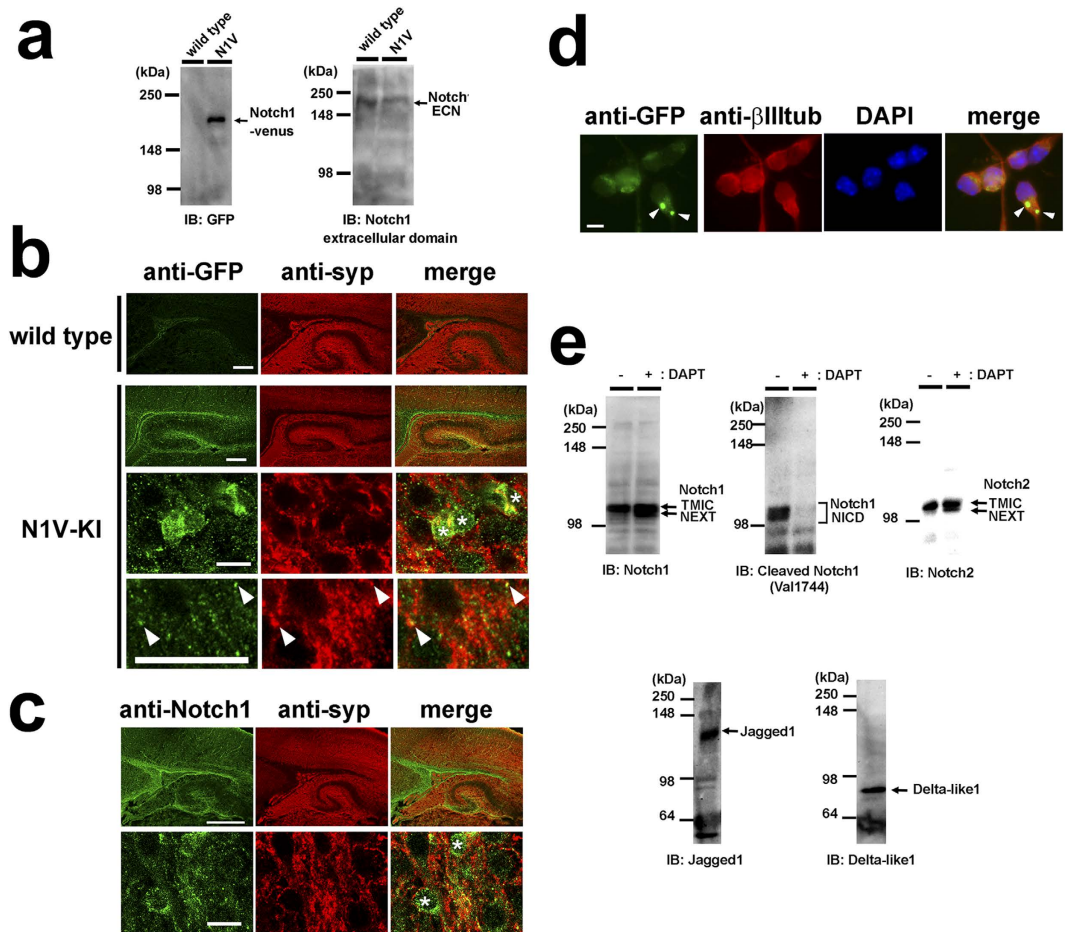 a
wild type
N1V
(kDa)
250
148
98
Notch1
-venus
IB: GFP
wild type
N1V
(kDa)
250
148
98
Notch
ECN
IB: Notch1
extracellular domain
b
anti-GFP anti-syp merge
wild type
N1V-KI
*
*
*
c
anti-Notch1 anti-syp merge
*
*
d
anti-GFP anti-βIIItub DAPI merge
e
- + : DAPT
(kDa)
250
148
98
Notch1
TMIC
NEXT
IB: Notch1
- + : DAPT
(kDa)
250
148
98
Notch1
NICD
IB: Cleaved Notch1
(Val1744)
- + : DAPT
(kDa)
250
148
98
Notch2
TMIC
NEXT
IB: Notch2
(kDa)
250
148
98
64
Jagged1
IB: Jagged1
(kDa)
250
148
98
64
Delta-like1
IB: Delta-like1